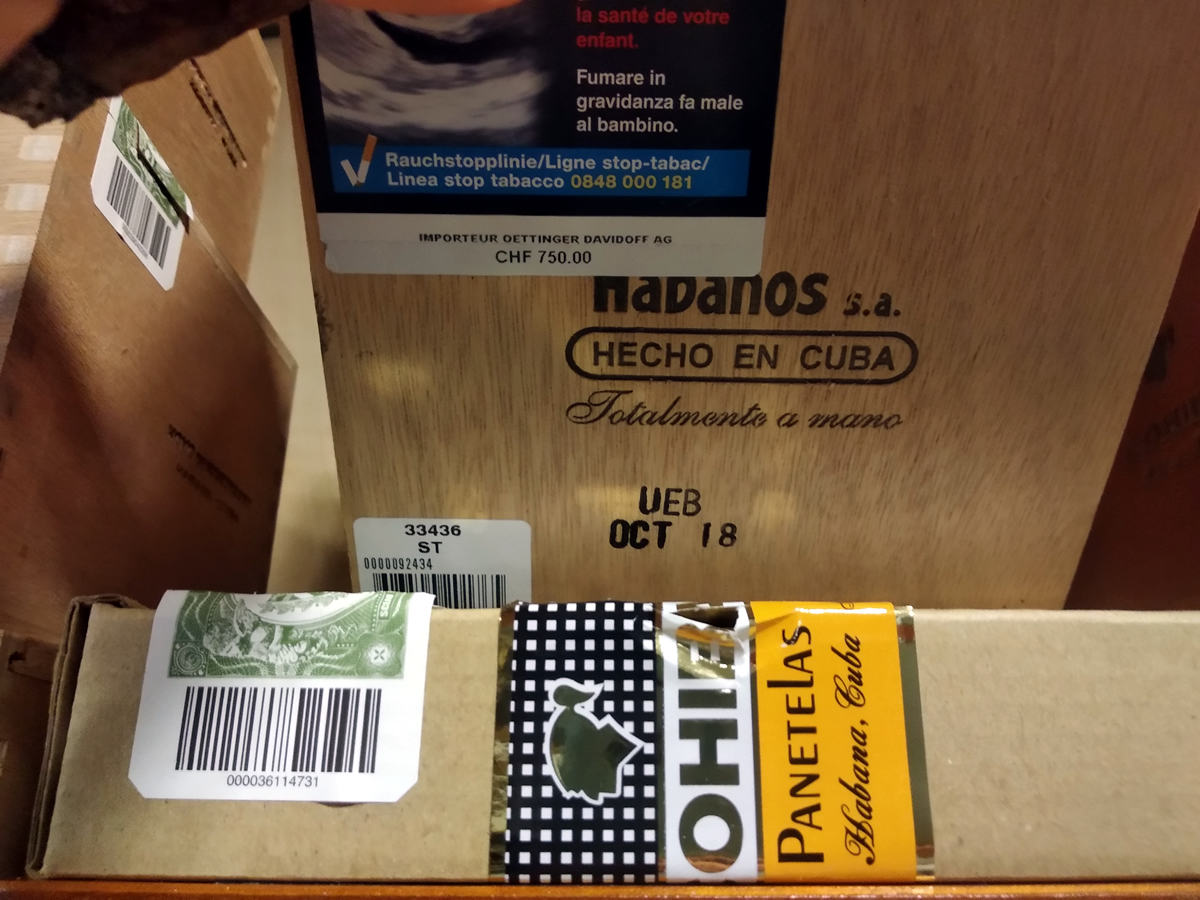 la santé de votre
enfant.
Fumare in
gravidanza fa male
al bambino.
Rauchstopplinie/Ligne stop-tabac/
Linea stop tabacco 0848 000 181
IMPORTEUR OETTINGER DAVIDOFF AG
CHF 750.00
Habanos s.a.
HECHO EN CUBA
Totalmente a mano
UEB
OCT 18
33436
ST
0000092434
000036114731
OHIE
PANETELAS
Habana, Cuba